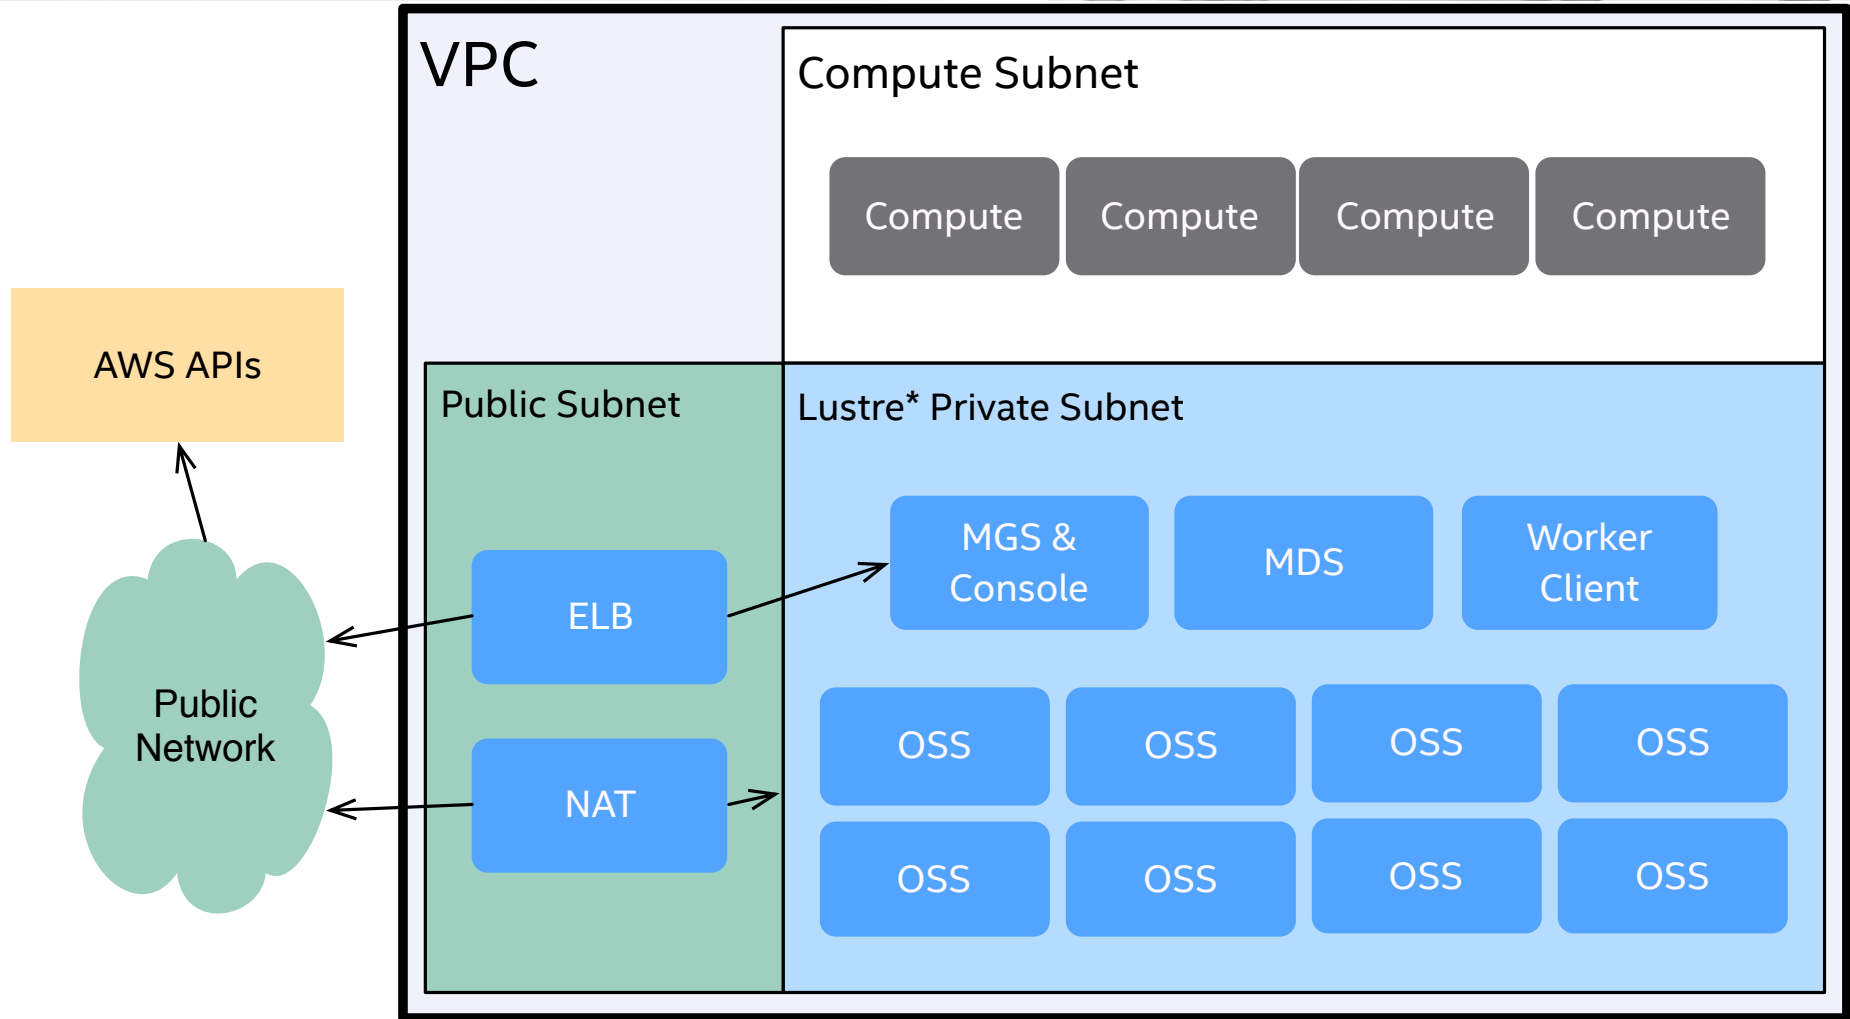 VPC
Compute Subnet
Compute Compute Compute Compute
AWS APIs
Public Subnet
Lustre* Private Subnet
MGS &
Console
MDS
Worker
Client
ELB
Public
Network
NAT
OSS OSS OSS OSS
OSS OSS OSS OSS